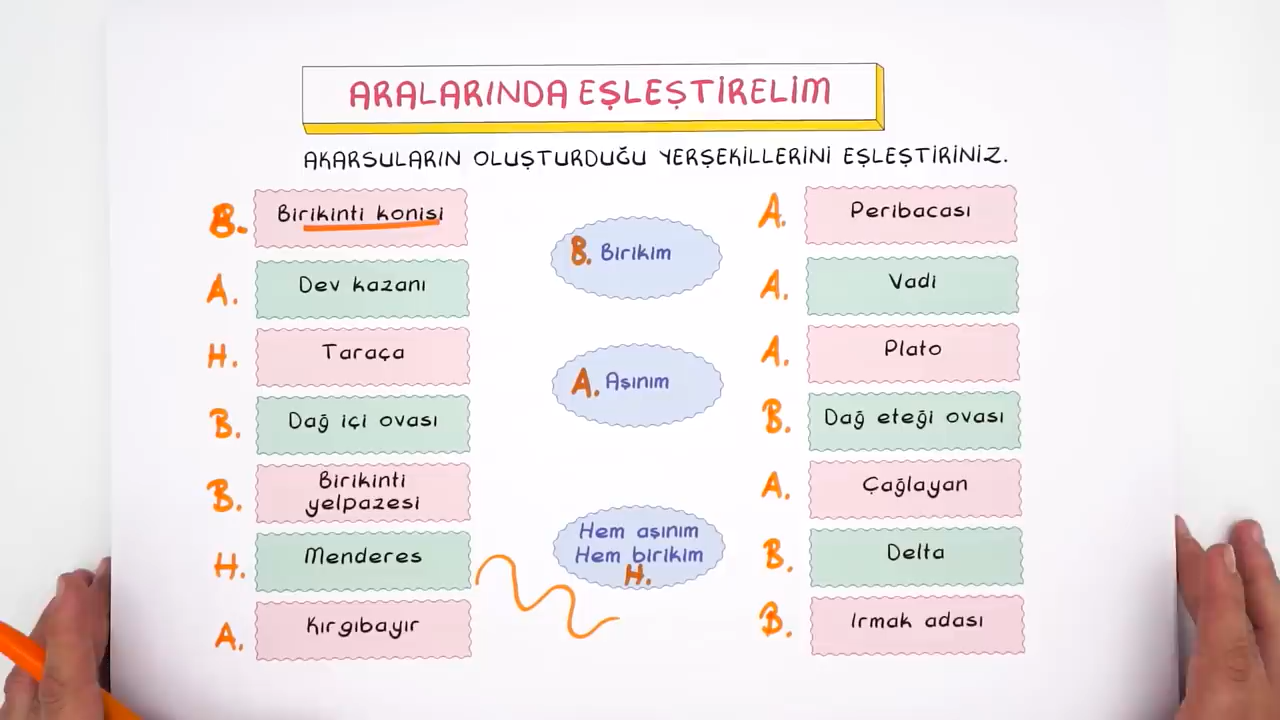 ARALARINDA EŞLEŞTİRELİM
AKARSULARIN OLUŞTURDUĞU YERŞEKİLLERİNİ EŞLEŞTİRİNİZ.
B. Birikinti konisi
A. Dev kazanı
H. Taraça
B. Dağ içi ovası
B. Birikinti
yelpazesi
H. Menderes
A. Kırgıbayır
B. Birikim
A. Aşınım
Hem aşınım
Hem birikim
H.
A. Peribacası
A. Vadi
A. Plato
B. Dağ eteği ovası
A. Çağlayan
B. Delta
B. Irmak adası